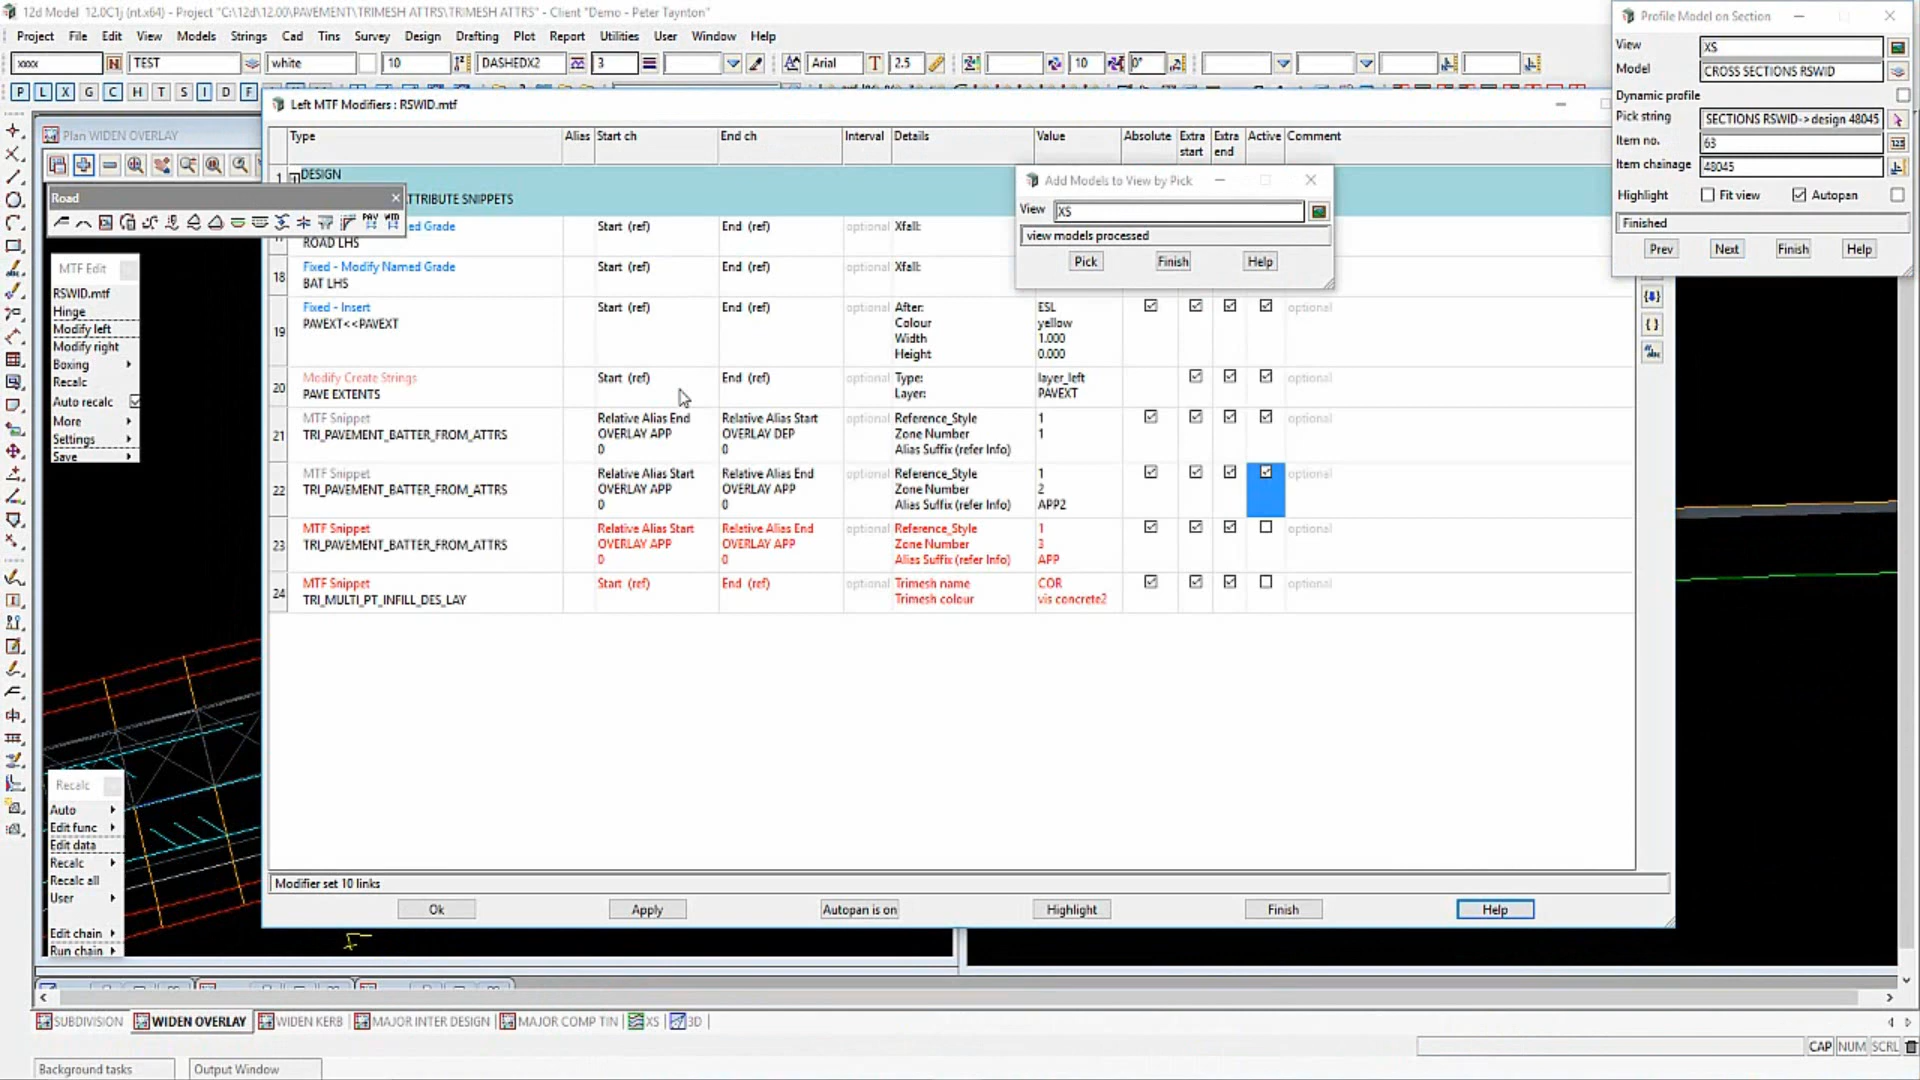 12d Model 12.0C1j (nt.x64) - Project "C:\12d\12.00\PAVEMENT\TRIMESH ATTRS\TRIMESH ATTRS" - Client "Demo - Peter Taynton"
Project File Edit View Models Strings Cad Tins Survey Design Drafting Plot Report Utilities User Window Help
xxxx N TEST white 10 DASHEDX2 3 Arial T 2.5 10 0°
P L X G C H T S I D F
Left MTF Modifiers : RSWID.mtf
Plan WIDEN OVERLAY
Type Alias Start ch End ch Interval Details Value Absolute Extra start Extra end Active Comment
1 DESIGN
ATTRIBUTE SNIPPETS
ed Grade Start (ref) End (ref) optional Xfall:
ROAD LHS
18 Fixed - Modify Named Grade Start (ref) End (ref) optional Xfall:
BAT LHS
19 Fixed - Insert Start (ref) End (ref) optional After: ESL optional
PAVEXT<<PAVEXT Colour yellow
Width 1.000
Height 0.000
20 Modify Create Strings Start (ref) End (ref) optional Type: layer_left optional
PAVE EXTENTS Layer: PAVEXT
21 MTF Snippet Relative Alias End Relative Alias Start Reference_Style 1 optional
TRI_PAVEMENT_BATTER_FROM_ATTRS OVERLAY APP OVERLAY DEP optional Zone Number 1
0 0 Alias Suffix (refer Info)
22 MTF Snippet Relative Alias Start Relative Alias End optional Reference_Style 1 optional
TRI_PAVEMENT_BATTER_FROM_ATTRS OVERLAY APP OVERLAY APP Zone Number 2
0 0 Alias Suffix (refer Info) APP2
23 MTF Snippet Relative Alias Start Relative Alias End optional Reference_Style 1 optional
TRI_PAVEMENT_BATTER_FROM_ATTRS OVERLAY APP OVERLAY APP Zone Number 3
0 0 Alias Suffix (refer Info) APP
24 MTF Snippet Start (ref) End (ref) optional Trimesh name COR optional
TRI_MULTI_PT_INFILL_DES_LAY Trimesh colour vis concrete2
Modifier set 10 links
Ok Apply Autopan is on Highlight Finish Help
Add Models to View by Pick
View XS
view models processed
Pick Finish Help
Profile Model on Section
View XS
Model CROSS SECTIONS RSWID
Dynamic profile
Pick string SECTIONS RSWID->design 48045
Item no. 63
Item chainage 48045
Highlight Fit view Autopan
Finished
Prev Next Finish Help
Road
PAV WID
MTF Edit
RSWID.mtf
Hinge
Modify left
Modify right
Boxing
Recalc
Auto recalc
More
Settings
Save
Recalc
Auto
Edit func
Edit data
Recalc
Recalc all
User
Edit chain
Run chain
SUBDIVISION WIDEN OVERLAY WIDEN KERB MAJOR INTER DESIGN MAJOR COMP TIN XS 3D
CAP NUM SCRL
Background tasks Output Window